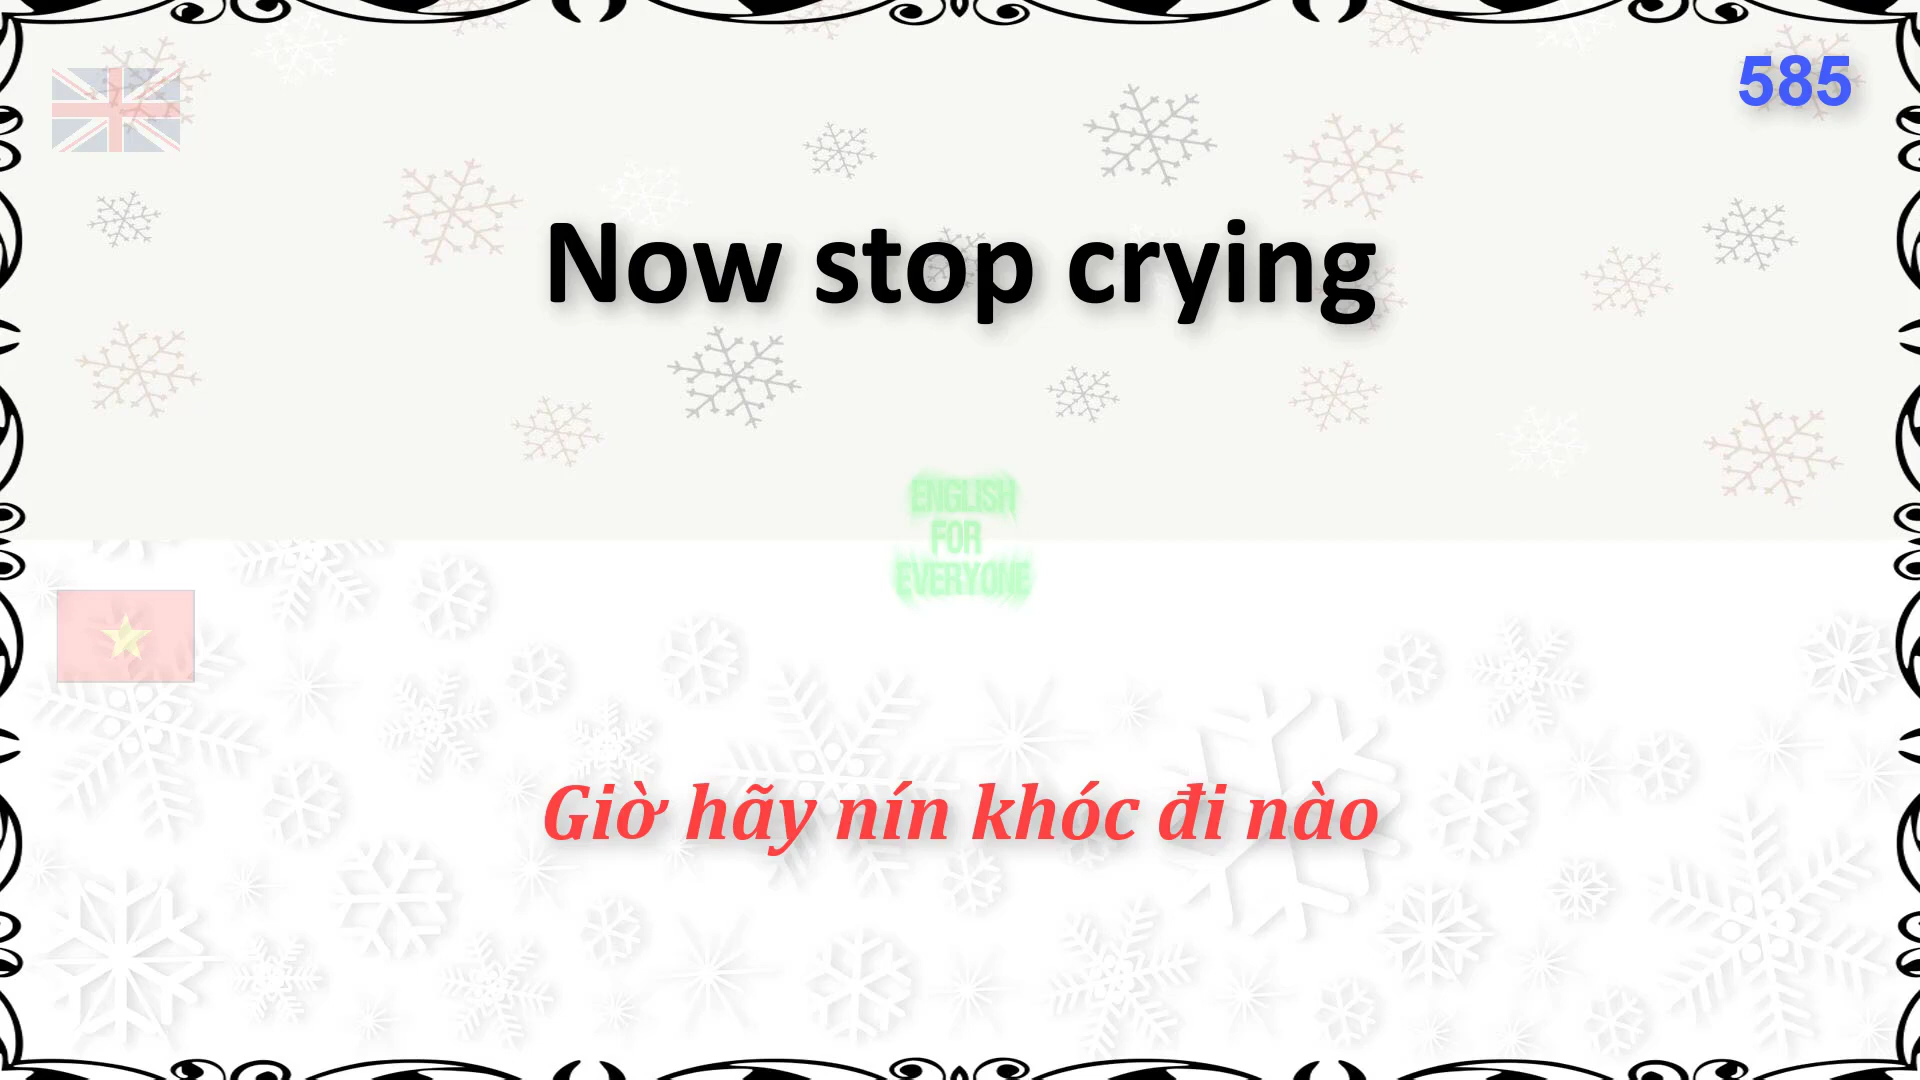 585
Now stop crying
ENGLISH
FOR
EVERYONE
Giờ hãy nín khóc đi nào